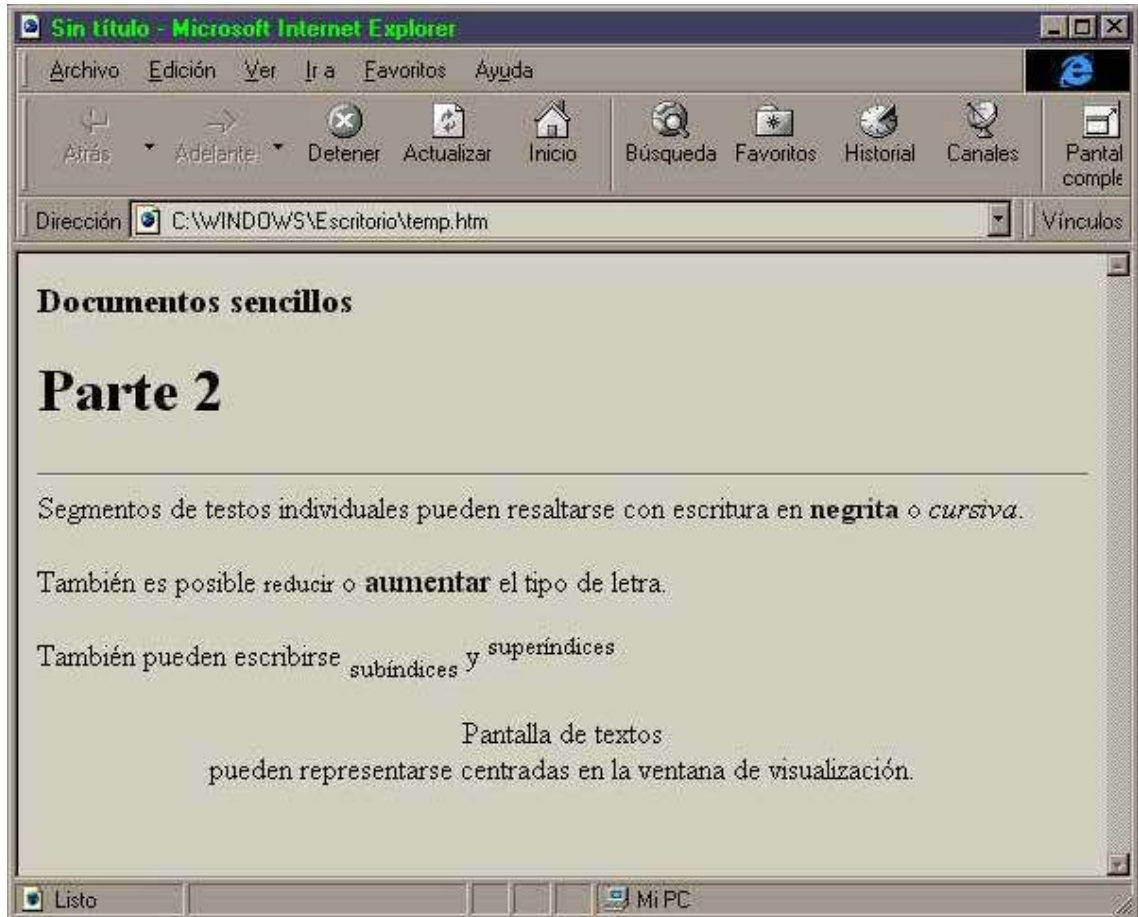 Sin título - Microsoft Internet Explorer
Archivo Edición Ver Ir a Favoritos Ayuda
Atrás Adelante Detener Actualizar Inicio Búsqueda Favoritos Historial Canales Pantal
comple
Dirección C:\WINDOWS\Escritorio\temp.htm Vínculos
Documentos sencillos
Parte 2
Segmentos de testos individuales pueden resaltarse con escritura en negrita o cursiva.
También es posible reducir o aumentar el tipo de letra.
También pueden escribirse subíndices y superíndices
Pantalla de textos
pueden representarse centradas en la ventana de visualización.
Listo Mi PC